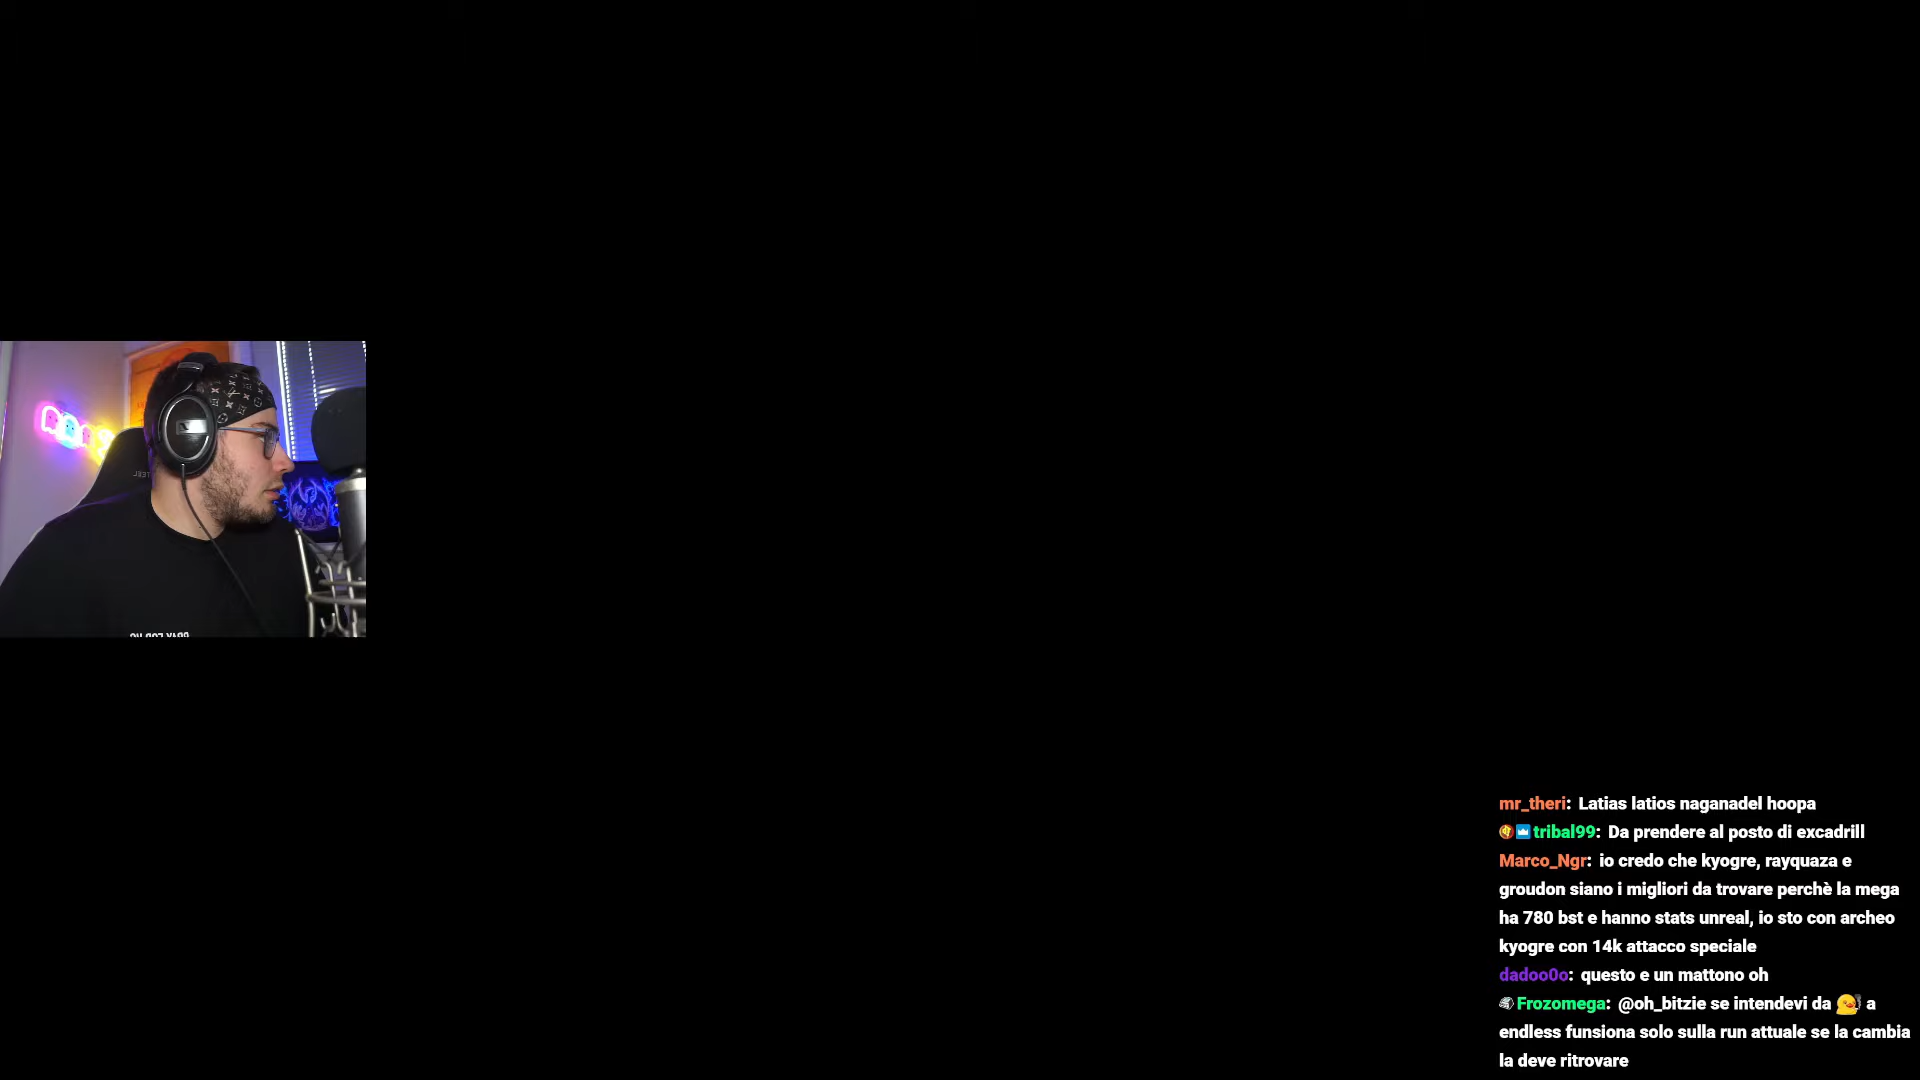 mr_theri: Latias latios naganadel hoopa
tribal99: Da prendere al posto di excadrill
Marco_Ngr: io credo che kyogre, rayquaza e
groudon siano i migliori da trovare perchè la mega
ha 780 bst e hanno stats unreal, io sto con archeo
kyogre con 14k attacco speciale
dadoo0o: questo e un mattono oh
Frozomega: @oh_bitzie se intendevi da a
endless funsiona solo sulla run attuale se la cambia
la deve ritrovare